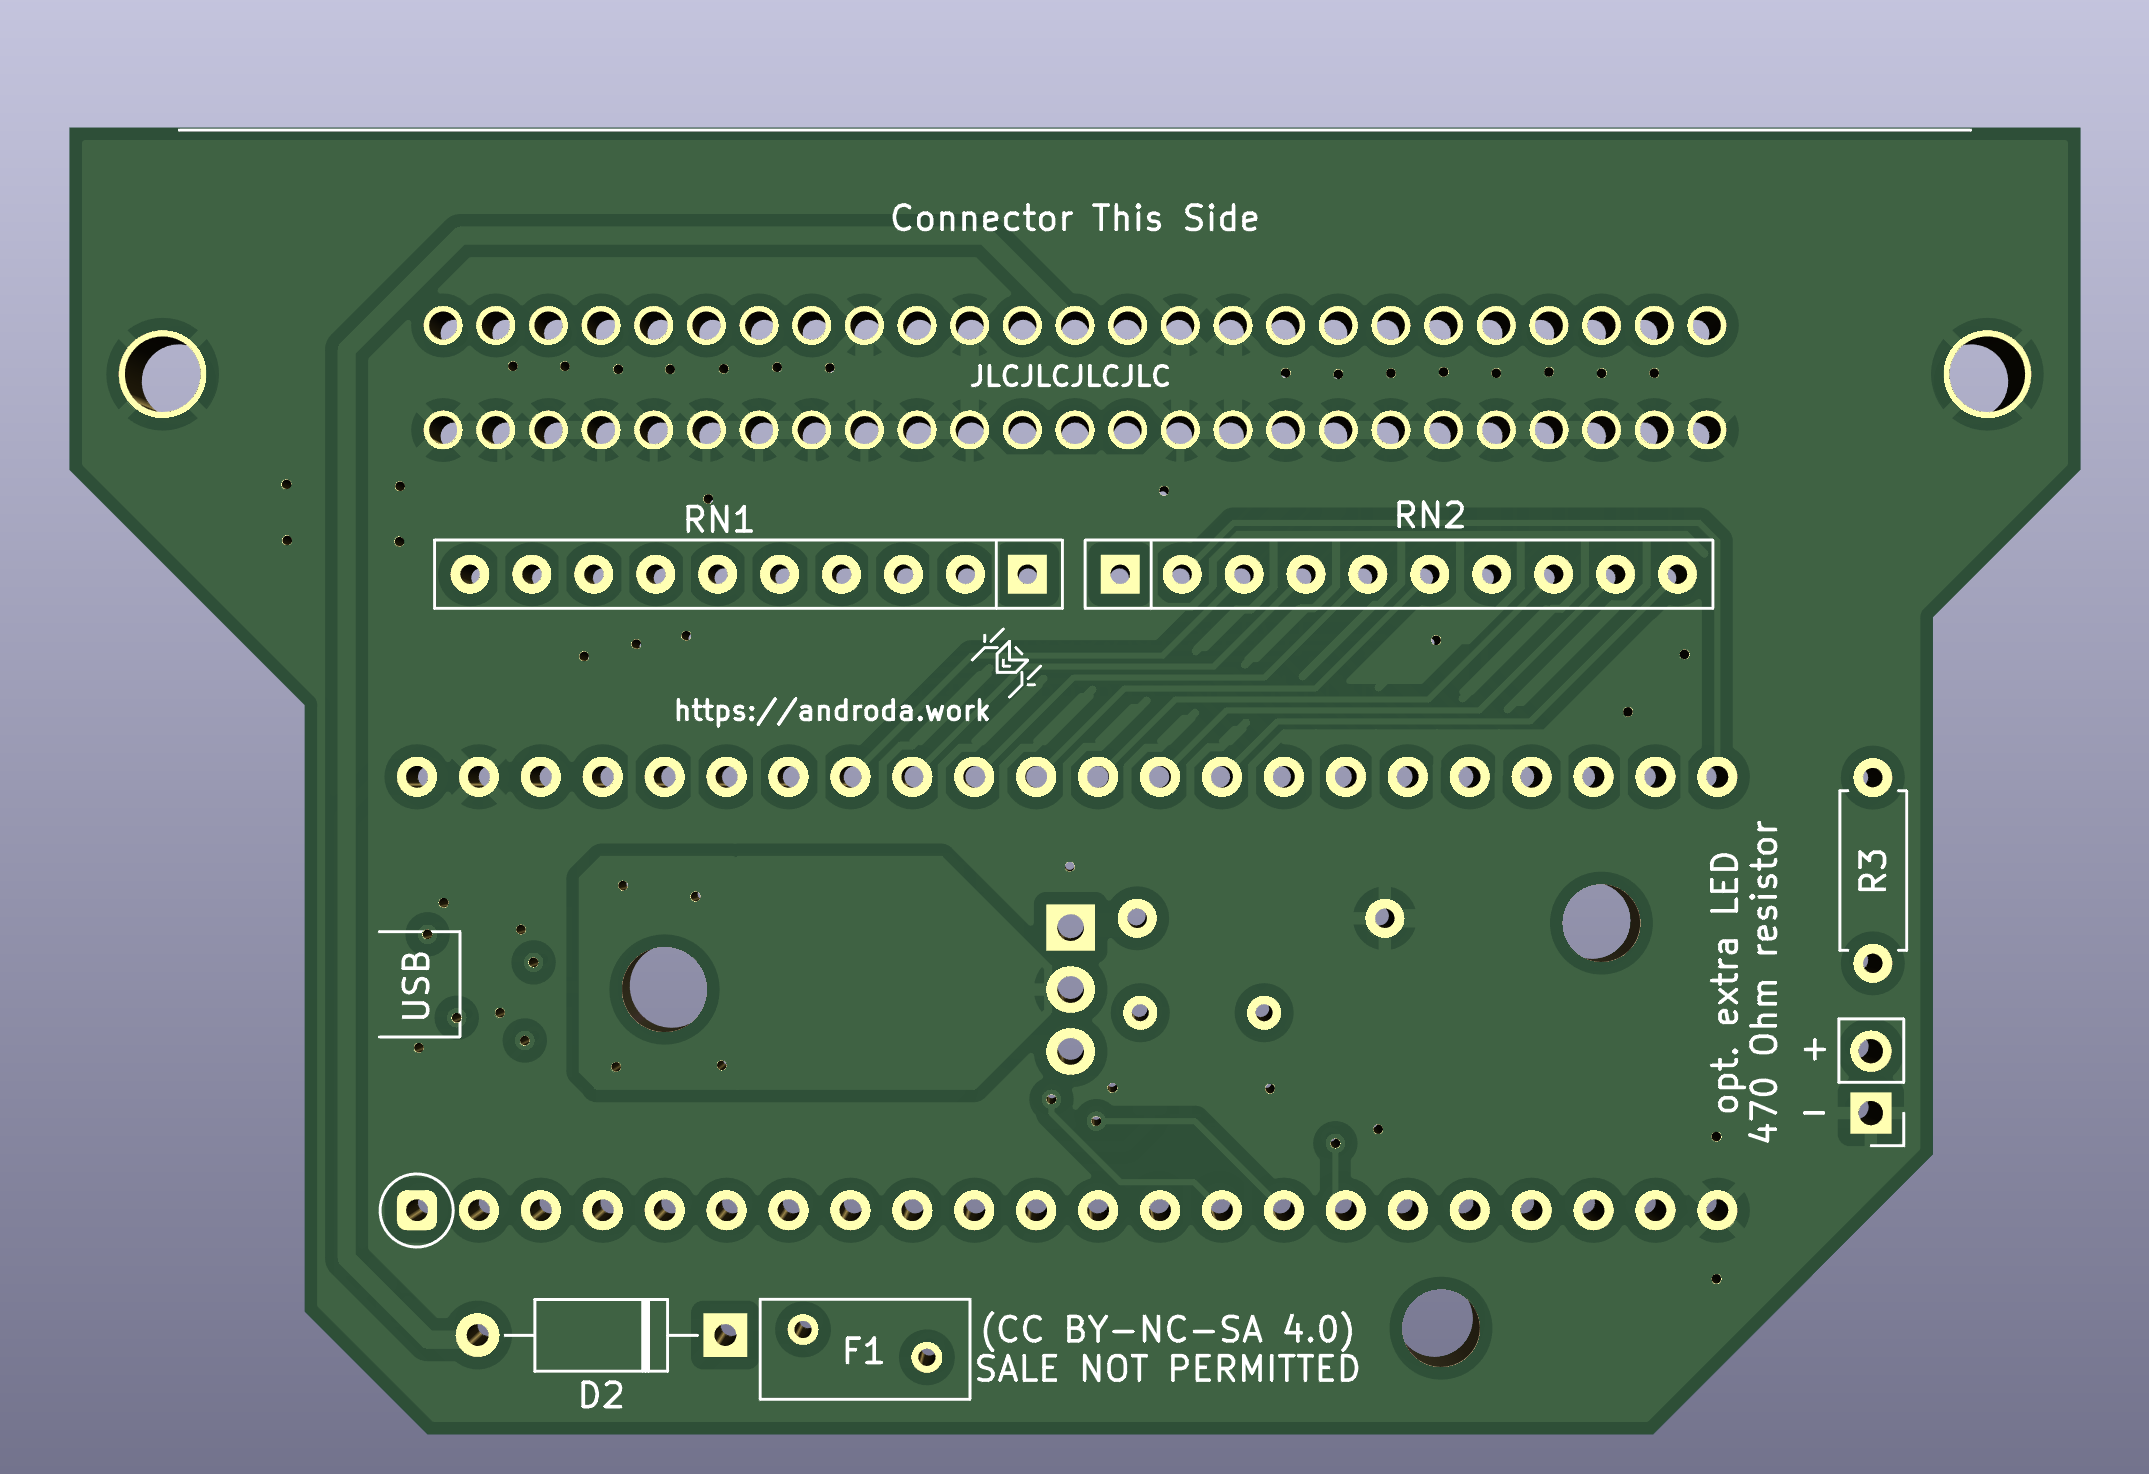 Connector This Side
JLCJLCJLCJLC
RN1
RN2
https://androda.work
USB
opt. extra LED
470 Ohm resistor
R3
+
-
D2
F1
(CC BY-NC-SA 4.0)
SALE NOT PERMITTED